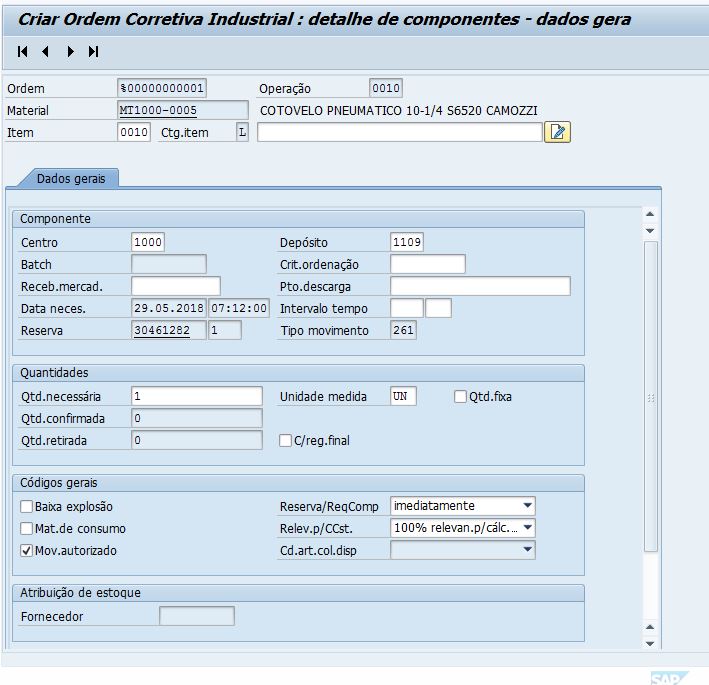 Criar Ordem Corretiva Industrial : detalhe de componentes - dados gera
Ordem %00000000001 Operação 0010
Material MT1000-0005 COTOVELO PNEUMATICO 10-1/4 S6520 CAMOZZI
Item 0010 Ctg.item L
Dados gerais
Componente
Centro 1000 Depósito 1109
Batch Crit.ordenação
Receb.mercad. Pto.descarga
Data neces. 29.05.2018 07:12:00 Intervalo tempo
Reserva 30461282 1 Tipo movimento 261
Quantidades
Qtd.necessária 1 Unidade medida UN Qtd.fixa
Qtd.confirmada 0
Qtd.retirada 0 C/reg.final
Códigos gerais
Baixa explosão Reserva/ReqComp imediatamente
Mat.de consumo Relev.p/CCst. 100% relevan.p/cálc...
Mov.autorizado Cd.art.col.disp
Atribuição de estoque
Fornecedor
SAP